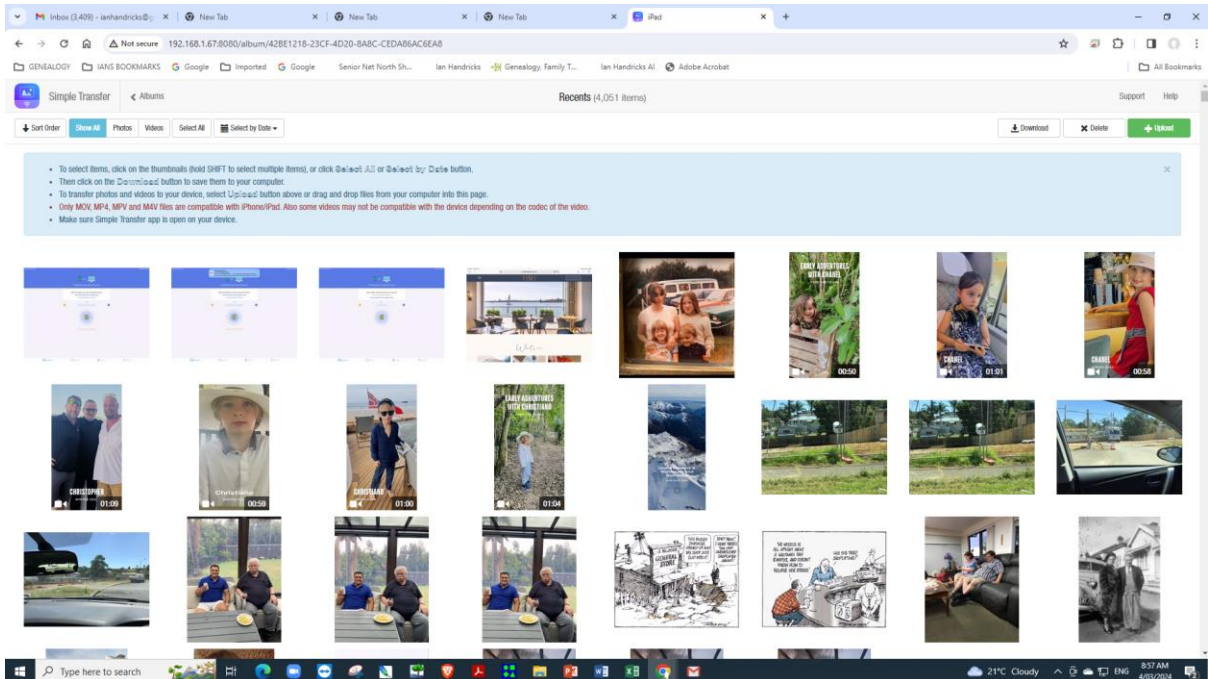 Inbox (3,409) - ianhandricks@g
New Tab
New Tab
New Tab
iPad
Not secure 192.168.1.67:8080/album/42BE1218-23CF-4D20-8A8C-CEDA86AC6EA8
GENEALOGY IANS BOOKMARKS Google Imported Google Senior Net North Sh... Ian Handricks Genealogy, Family T... Ian Handricks AI Adobe Acrobat All Bookmarks
Simple Transfer Albums Recents (4,051 items) Support Help
Sort Order Show All Photos Videos Select All Select by Date Download Delete Upload
To select items, click on the thumbnails (hold SHIFT to select multiple items), or click Select All or Select by Date button.
Then click on the Download button to save them to your computer.
To transfer photos and videos to your device, select Upload button above or drag and drop files from your computer into this page.
Only MOV, MP4, MPV and M4V files are compatible with iPhone/iPad. Also some videos may not be compatible with the device depending on the codec of the video.
Make sure Simple Transfer app is open on your device.
EARLY ADVENTURES
WITH CHANEL
00:50
CHANEL
01:01
CHANEL
00:58
CHRISTOPHER
01:09
Christiano
00:59
CHRISTIANO
01:00
EARLY ADVENTURES
WITH CHRISTIANO
01:04
GENERAL
STORE
Type here to search
21°C Cloudy ENG 8:57 AM
4/03/2024